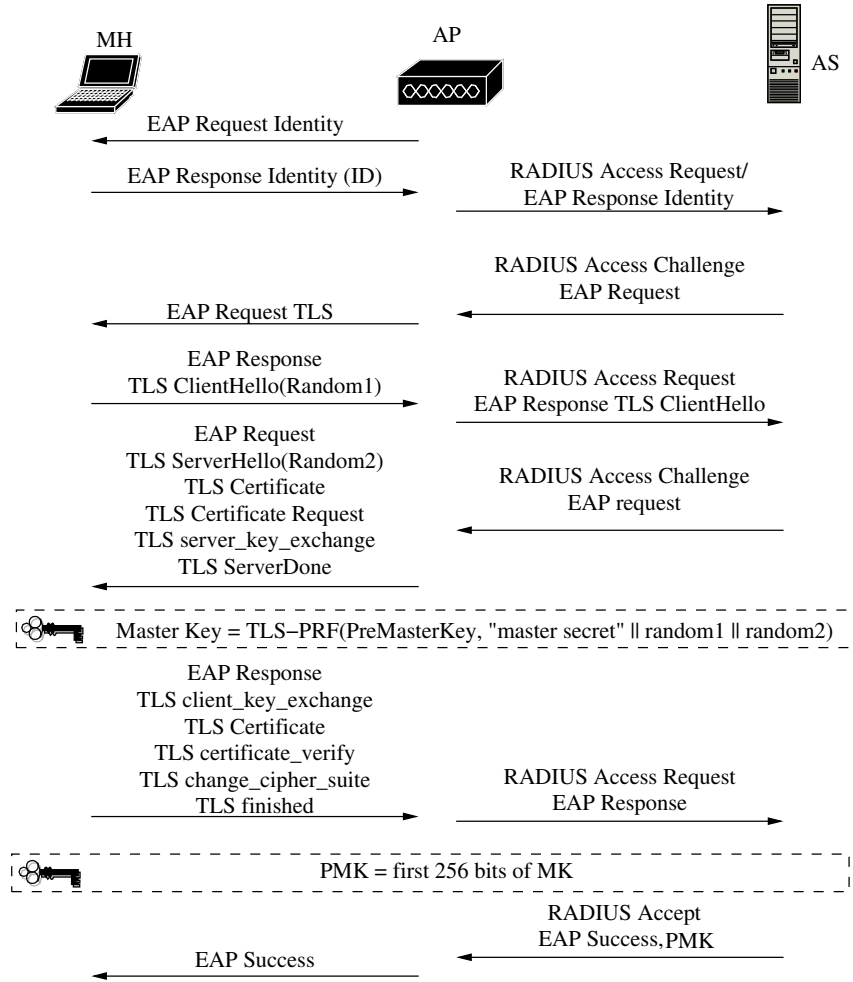 MH
AP
AS
EAP Request Identity
EAP Response Identity (ID)
RADIUS Access Request/
EAP Response Identity
RADIUS Access Challenge
EAP Request
EAP Request TLS
EAP Response
TLS ClientHello(Random1)
RADIUS Access Request
EAP Response TLS ClientHello
EAP Request
TLS ServerHello(Random2)
TLS Certificate
TLS Certificate Request
TLS server_key_exchange
TLS ServerDone
RADIUS Access Challenge
EAP request
Master Key = TLS−PRF(PreMasterKey, "master secret" || random1 || random2)
EAP Response
TLS client_key_exchange
TLS Certificate
TLS certificate_verify
TLS change_cipher_suite
TLS finished
RADIUS Access Request
EAP Response
PMK = first 256 bits of MK
RADIUS Accept
EAP Success,PMK
EAP Success